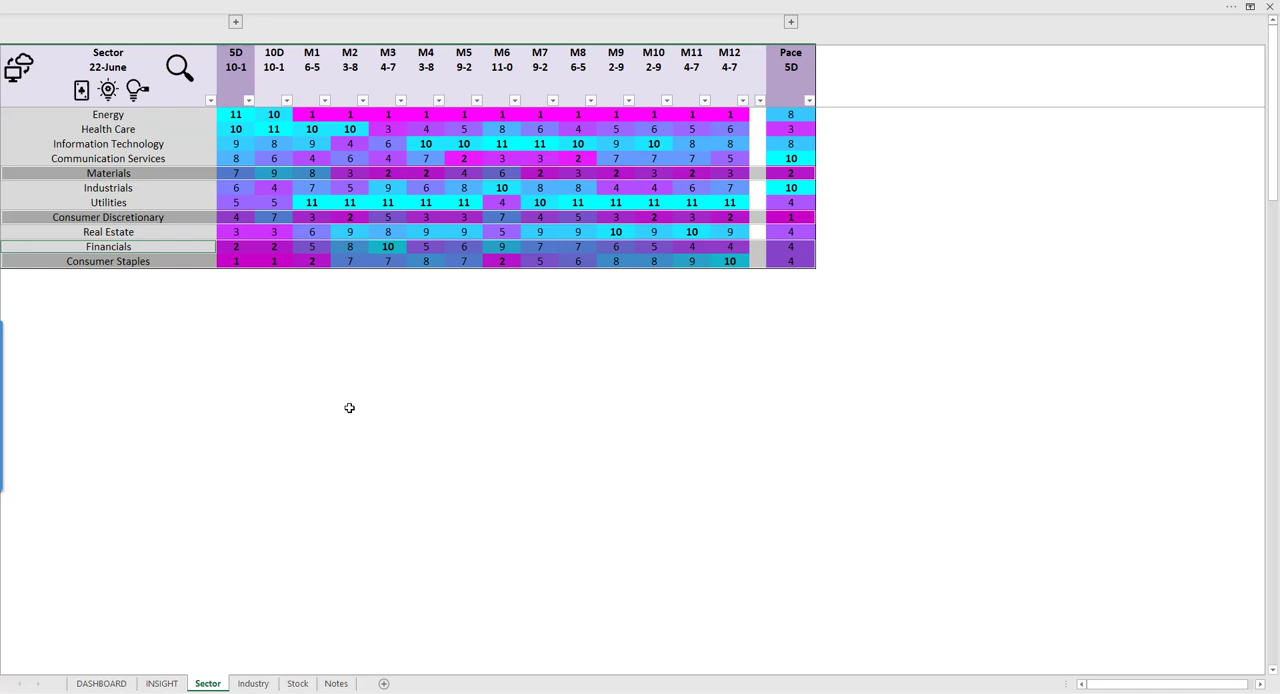 Sector 5D 10D M1 M2 M3 M4 M5 M6 M7 M8 M9 M10 M11 M12 Pace
22-June 10-1 10-1 6-5 3-8 4-7 3-8 9-2 11-0 9-2 6-5 2-9 2-9 4-7 4-7 5D
Energy 11 10 1 1 1 1 1 1 1 1 1 1 1 1 8
Health Care 10 11 10 10 3 4 5 8 6 4 5 6 5 6 3
Information Technology 9 8 9 4 6 10 10 11 11 10 9 10 8 8 8
Communication Services 8 6 4 6 4 7 2 3 3 2 7 7 7 5 10
Materials 7 9 8 3 2 2 4 6 2 3 2 3 2 3 2
Industrials 6 4 7 5 9 6 8 10 8 8 4 4 6 7 10
Utilities 5 5 11 11 11 11 11 4 10 11 11 11 11 11 4
Consumer Discretionary 4 7 3 2 5 3 3 7 4 5 3 2 3 2 1
Real Estate 3 3 6 9 8 9 9 5 9 9 10 9 10 9 4
Financials 2 2 5 8 10 5 6 9 7 7 6 5 4 4 4
Consumer Staples 1 1 2 7 7 8 7 2 5 6 8 8 9 10 4
DASHBOARD INSIGHT Sector Industry Stock Notes